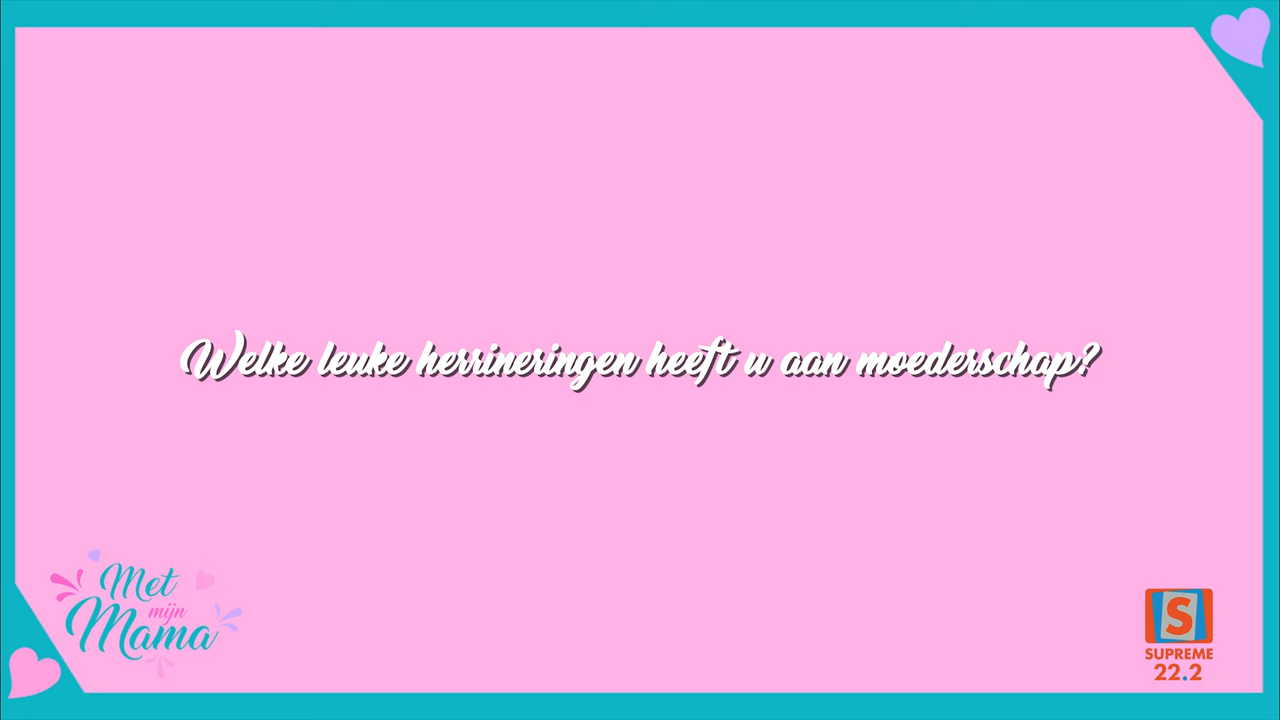 Welke leuke herrineringen heeft u aan moederschap?
Met
mijn
Mama
S
SUPREME
22.2